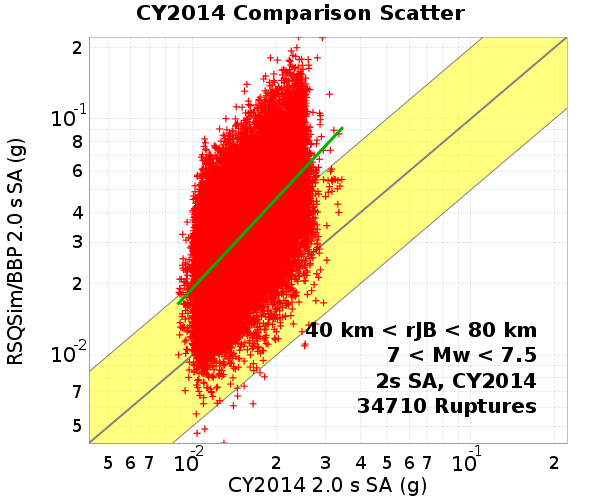 CY2014 Comparison Scatter
RSQSim/BBP 2.0 s SA (g)
2
10-1
8
6
4
3
2
10-2
7
5
40 km < rJB < 80 km
7 < Mw < 7.5
2s SA, CY2014
34710 Ruptures
5 6 7 10-2 2 3 4 5 6 7 10-1 2
CY2014 2.0 s SA (g)